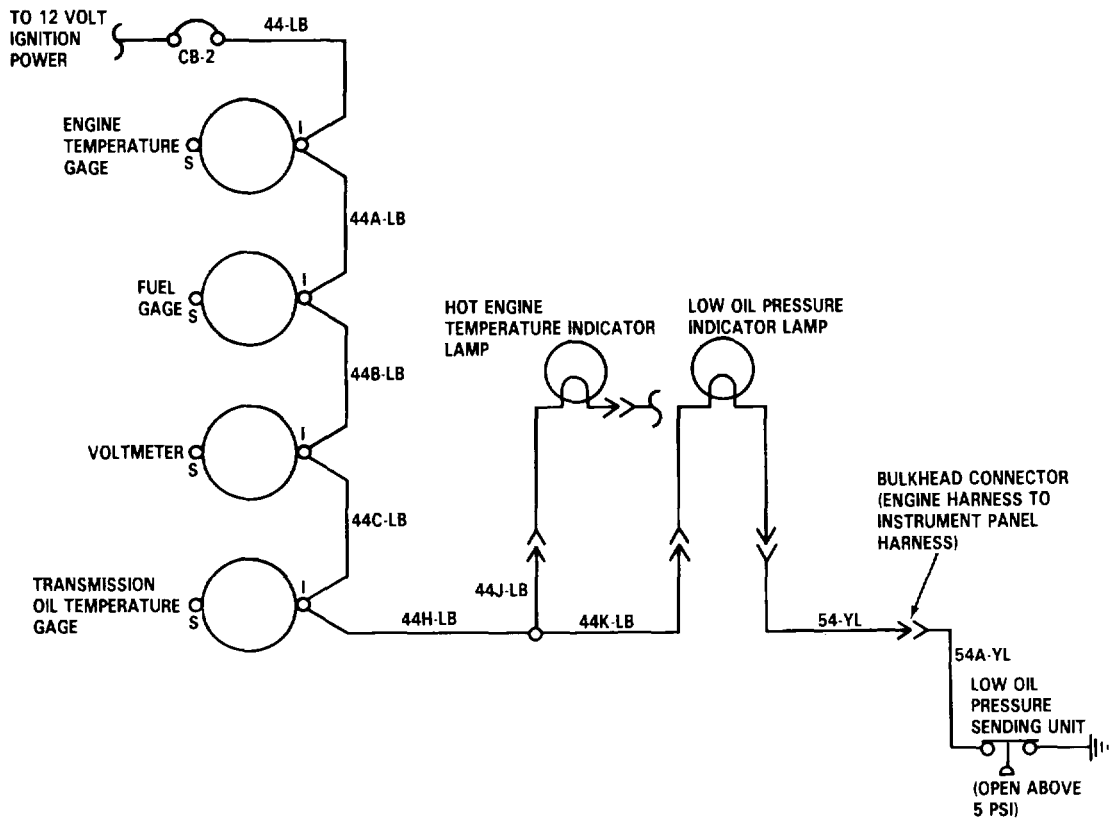 TO 12 VOLT
IGNITION
POWER
44-LB
CB-2
ENGINE
TEMPERATURE
GAGE
S
I
44A-LB
FUEL
GAGE
S
I
44B-LB
VOLTMETER
S
I
44C-LB
TRANSMISSION
OIL TEMPERATURE
GAGE
S
I
44H-LB
44J-LB
44K-LB
HOT ENGINE
TEMPERATURE INDICATOR
LAMP
LOW OIL PRESSURE
INDICATOR LAMP
BULKHEAD CONNECTOR
(ENGINE HARNESS TO
INSTRUMENT PANEL
HARNESS)
54-YL
54A-YL
LOW OIL
PRESSURE
SENDING UNIT
(OPEN ABOVE
5 PSI)